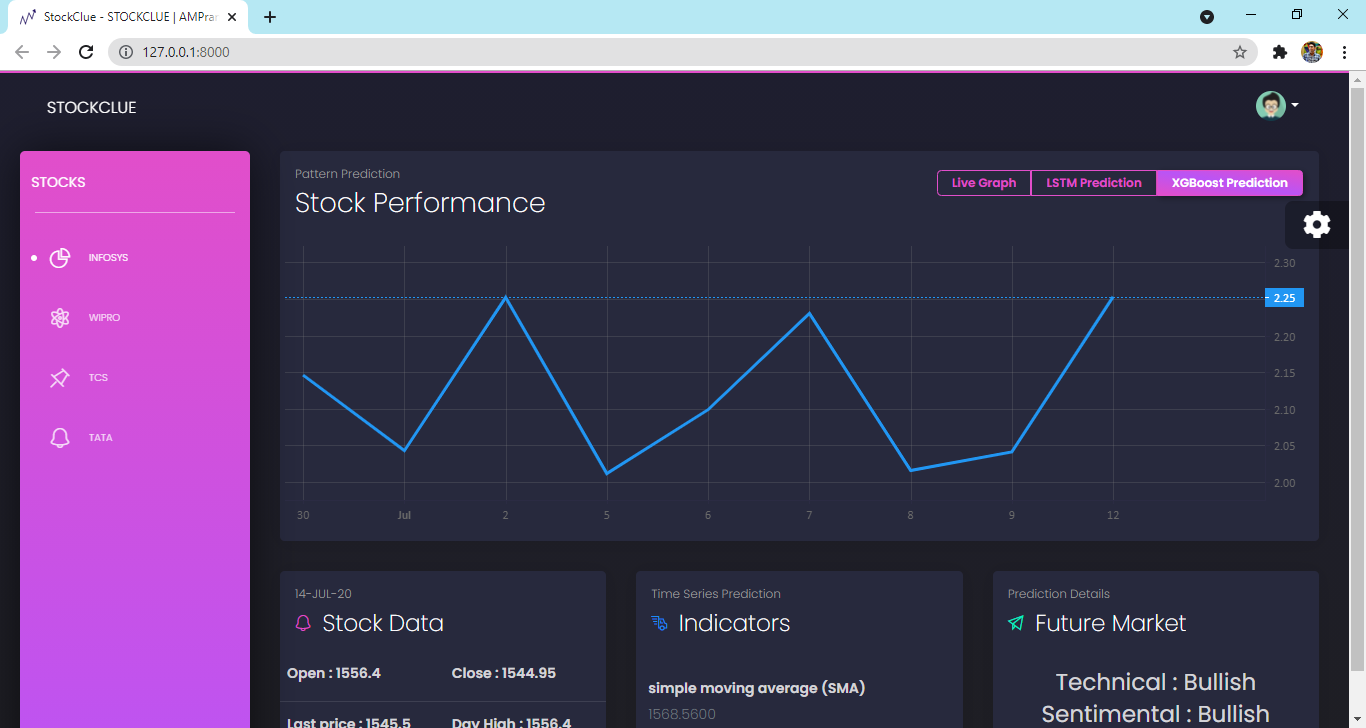 StockClue - STOCKCLUE | AMPra
127.0.0.1:8000
STOCKCLUE
STOCKS
INFOSYS
WIPRO
TCS
TATA
Pattern Prediction
Stock Performance
Live Graph LSTM Prediction XGBoost Prediction
2.30
2.25
2.20
2.15
2.10
2.05
2.00
30 Jul 2 5 6 7 8 9 12
14-JUL-20
Stock Data
Open : 1556.4 Close : 1544.95
Last price : 1545.5 Day High : 1556.4
Time Series Prediction
Indicators
simple moving average (SMA)
1568.5600
Prediction Details
Future Market
Technical : Bullish
Sentimental : Bullish